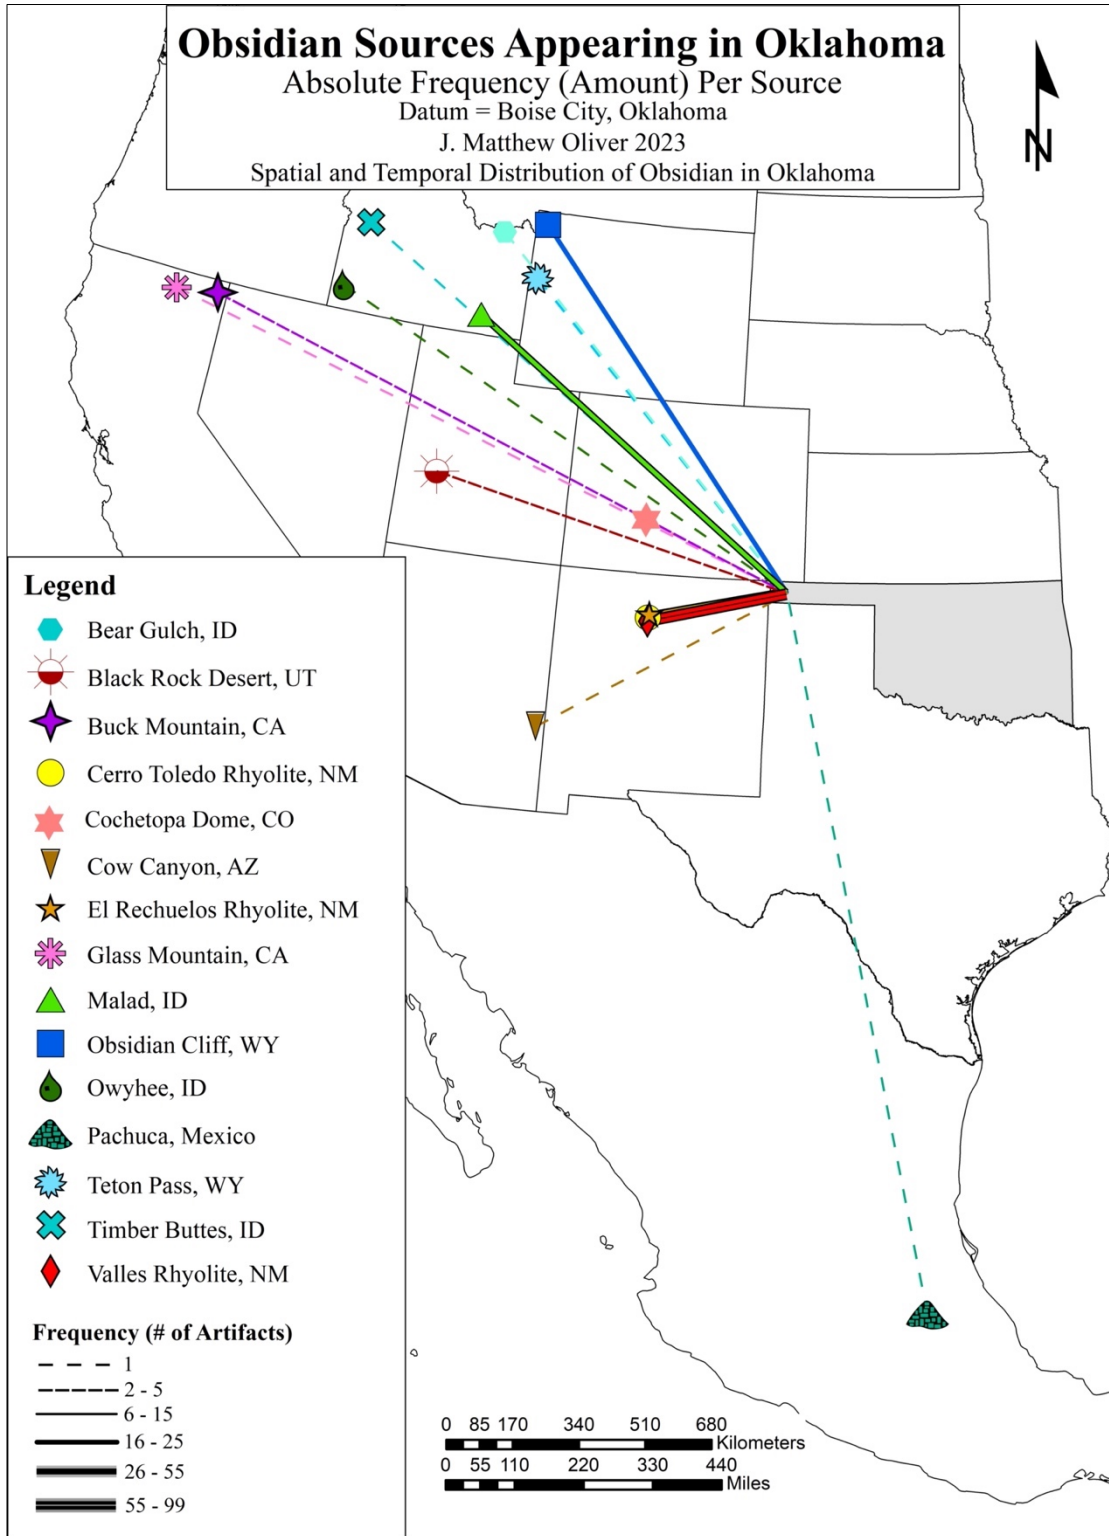 Obsidian Sources Appearing in Oklahoma
Absolute Frequency (Amount) Per Source
Datum = Boise City, Oklahoma
J. Matthew Oliver 2023
Spatial and Temporal Distribution of Obsidian in Oklahoma
N
Legend
Bear Gulch, ID
Black Rock Desert, UT
Buck Mountain, CA
Cerro Toledo Rhyolite, NM
Cochetopa Dome, CO
Cow Canyon, AZ
El Rechuelos Rhyolite, NM
Glass Mountain, CA
Malad, ID
Obsidian Cliff, WY
Owyhee, ID
Pachuca, Mexico
Teton Pass, WY
Timber Buttes, ID
Valles Rhyolite, NM
Frequency (# of Artifacts)
1
2 - 5
6 - 15
16 - 25
26 - 55
55 - 99
0 85 170 340 510 680
Kilometers
0 55 110 220 330 440
Miles